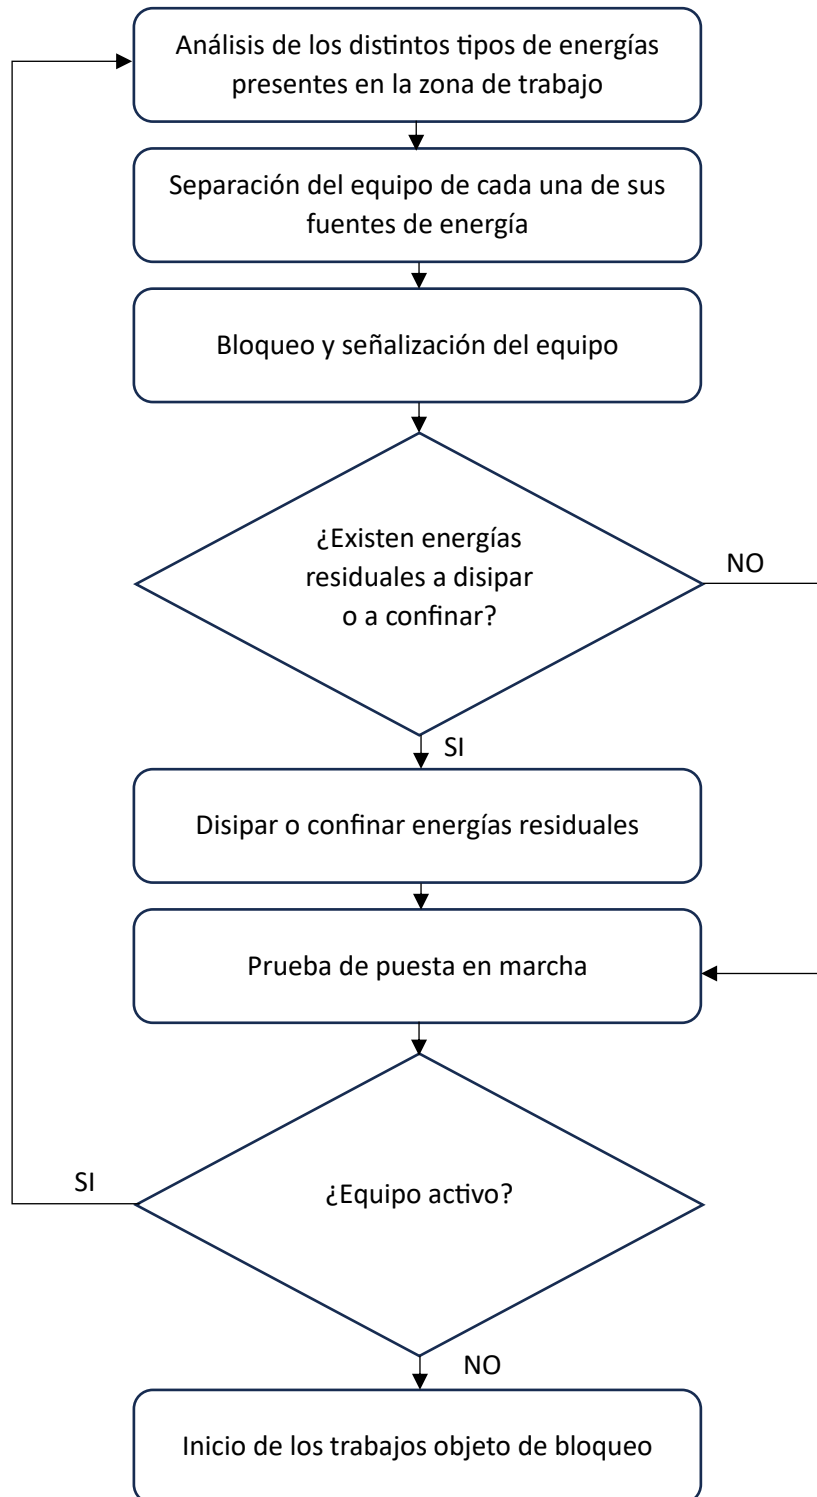 Análisis de los distintos tipos de energías
presentes en la zona de trabajo
Separación del equipo de cada una de sus
fuentes de energía
Bloqueo y señalización del equipo
¿Existen energías
residuales a disipar
o a confinar?
NO
SI
Disipar o confinar energías residuales
Prueba de puesta en marcha
SI
¿Equipo activo?
NO
Inicio de los trabajos objeto de bloqueo